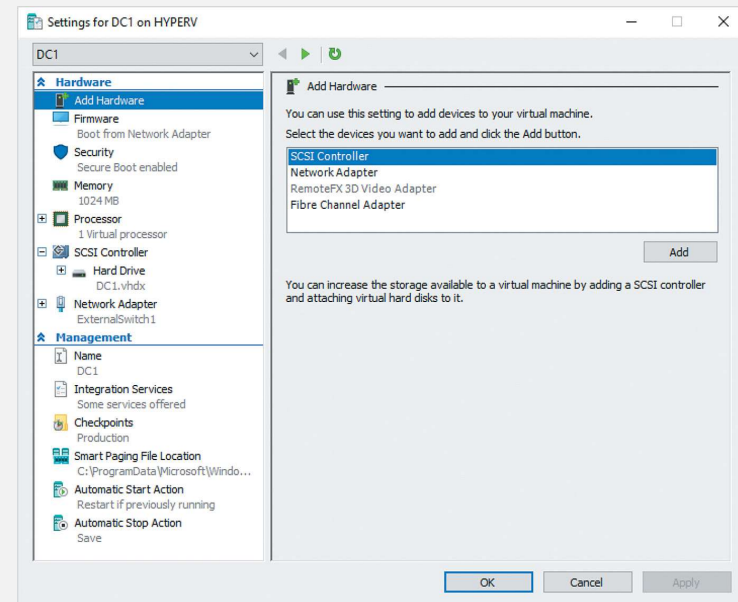 Settings for DC1 on HYPERV
DC1
Hardware
Add Hardware
Firmware
Boot from Network Adapter
Security
Secure Boot enabled
Memory
1024 MB
Processor
1 Virtual processor
SCSI Controller
Hard Drive
DC1.vhdx
Network Adapter
ExternalSwitch1
Management
Name
DC1
Integration Services
Some services offered
Checkpoints
Production
Smart Paging File Location
C:\ProgramData\Microsoft\Windo...
Automatic Start Action
Restart if previously running
Automatic Stop Action
Save
Add Hardware
You can use this setting to add devices to your virtual machine.
Select the devices you want to add and click the Add button.
SCSI Controller
Network Adapter
RemoteFX 3D Video Adapter
Fibre Channel Adapter
Add
You can increase the storage available to a virtual machine by adding a SCSI controller
and attaching virtual hard disks to it.
OK
Cancel
Apply